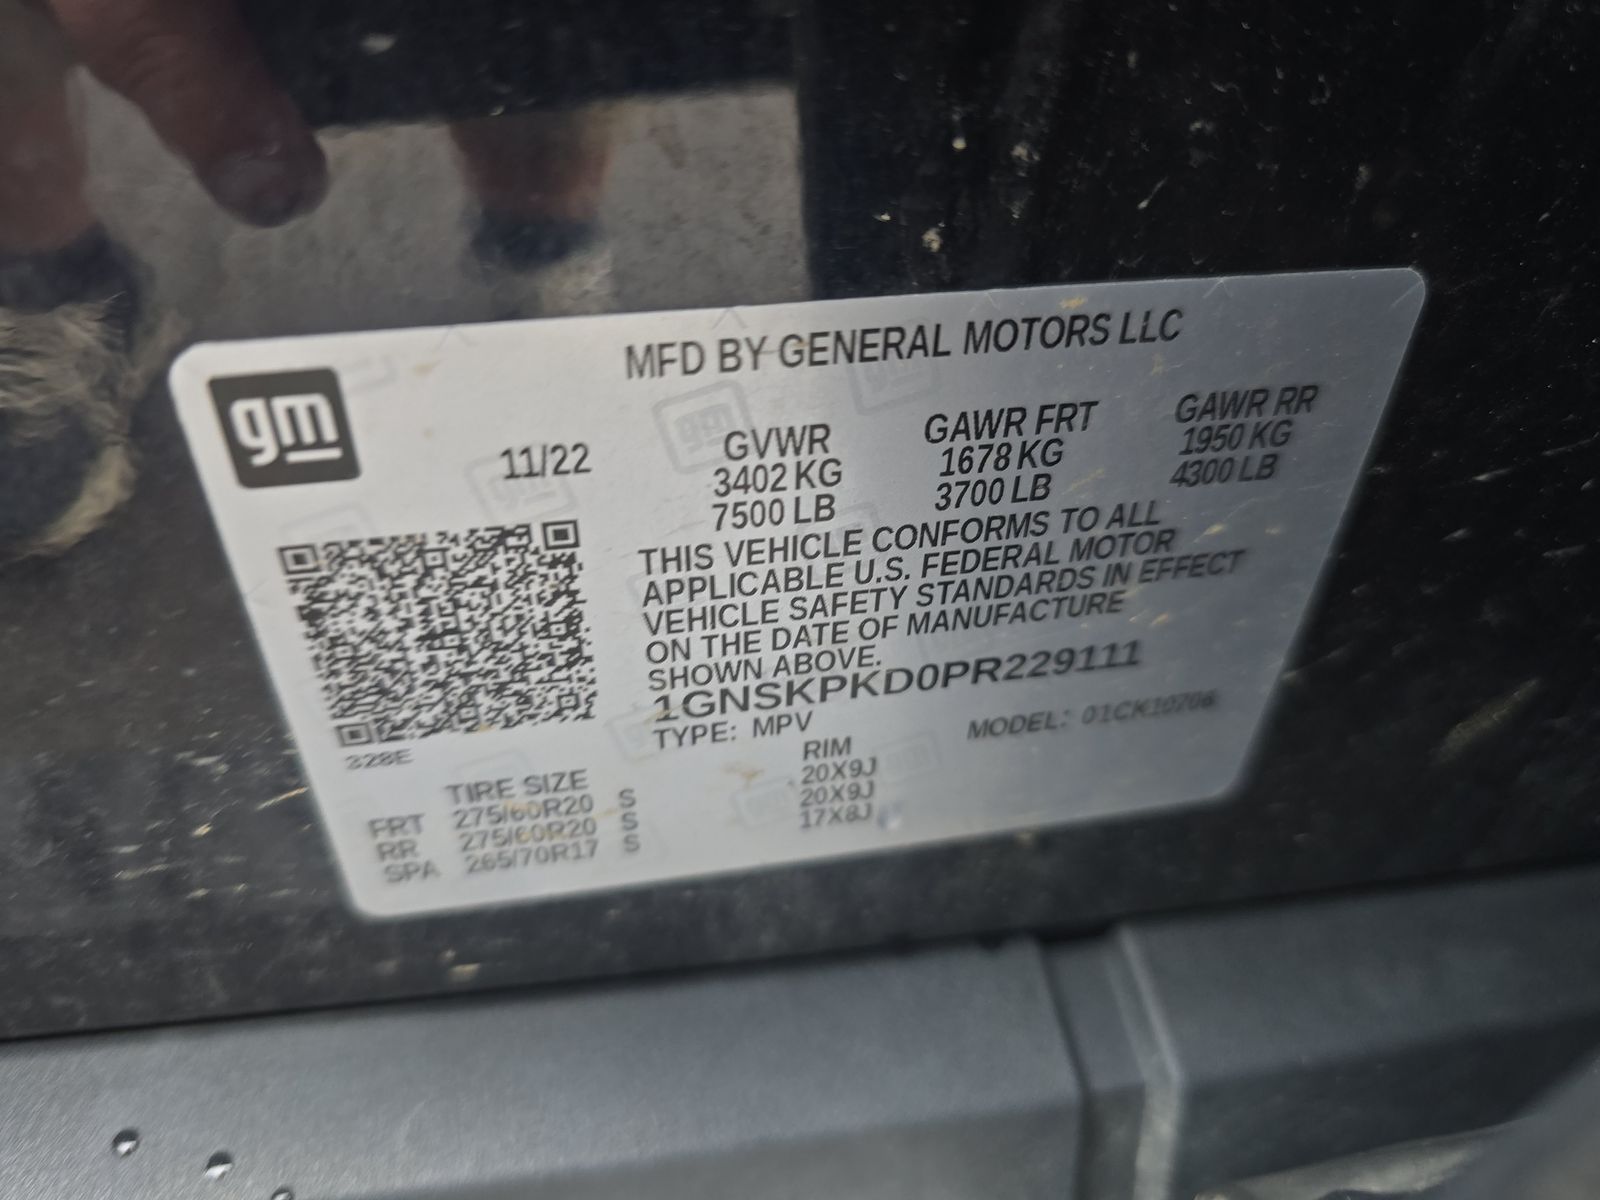 MFD BY GENERAL MOTORS LLC
gm
11/22
GVWR GAWR FRT GAWR RR
3402 KG 1678 KG 1950 KG
7500 LB 3700 LB 4300 LB
THIS VEHICLE CONFORMS TO ALL
APPLICABLE U.S. FEDERAL MOTOR
VEHICLE SAFETY STANDARDS IN EFFECT
ON THE DATE OF MANUFACTURE
SHOWN ABOVE.
1GNSKPKD0PR229111
TYPE: MPV MODEL: 01CK10706
328E
TIRE SIZE RIM
FRT 275/60R20 S 20X9J
RR 275/60R20 S 20X9J
SPA 265/70R17 S 17X8J